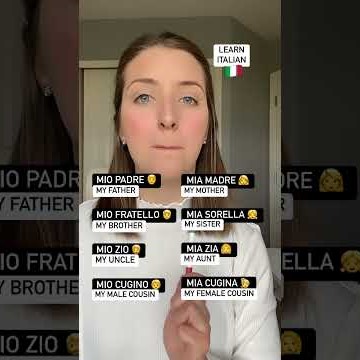 LEARN
ITALIAN
MIO PADRE
MY FATHER
MIA MADRE
MY MOTHER
MIO FRATELLO
MY BROTHER
MIA SORELLA
MY SISTER
MIO ZIO
MY UNCLE
MIA ZIA
MY AUNT
MIO CUGINO
MY MALE COUSIN
MIA CUGINA
MY FEMALE COUSIN